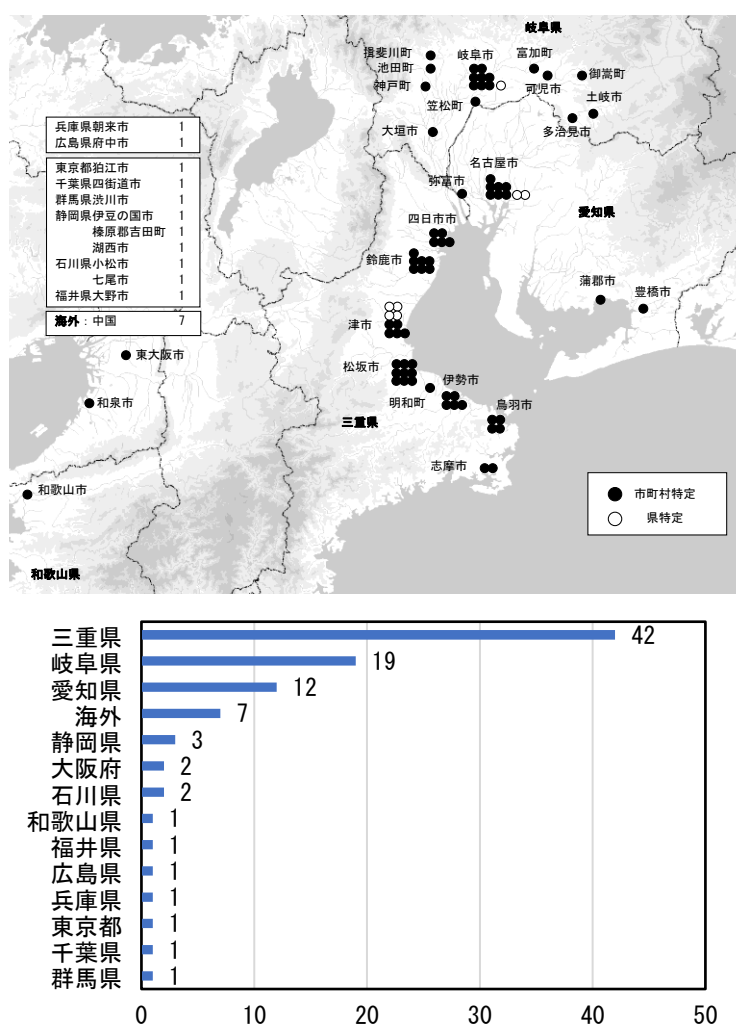 岐阜県
揖斐川町
岐阜市
富加町
池田町
御嵩町
神戸町
可児市
笠松町
土岐市
大垣市
多治見市
兵庫県朝来市 1
広島県府中市 1
東京都狛江市 1
千葉県四街道市 1
群馬県渋川市 1
静岡県伊豆の国市 1
榛原郡吉田町 1
湖西市 1
石川県小松市 1
七尾市 1
福井県大野市 1
海外：中国 7
名古屋市
弥富市
愛知県
四日市市
鈴鹿市
蒲郡市
豊橋市
津市
東大阪市
松坂市
伊勢市
明和町
和泉市
鳥羽市
三重県
志摩市
和歌山市
和歌山県
● 市町村特定
○ 県特定
三重県 42
岐阜県 19
愛知県 12
海外 7
静岡県 3
大阪府 2
石川県 2
和歌山県 1
福井県 1
広島県 1
兵庫県 1
東京都 1
千葉県 1
群馬県 1
0 10 20 30 40 50